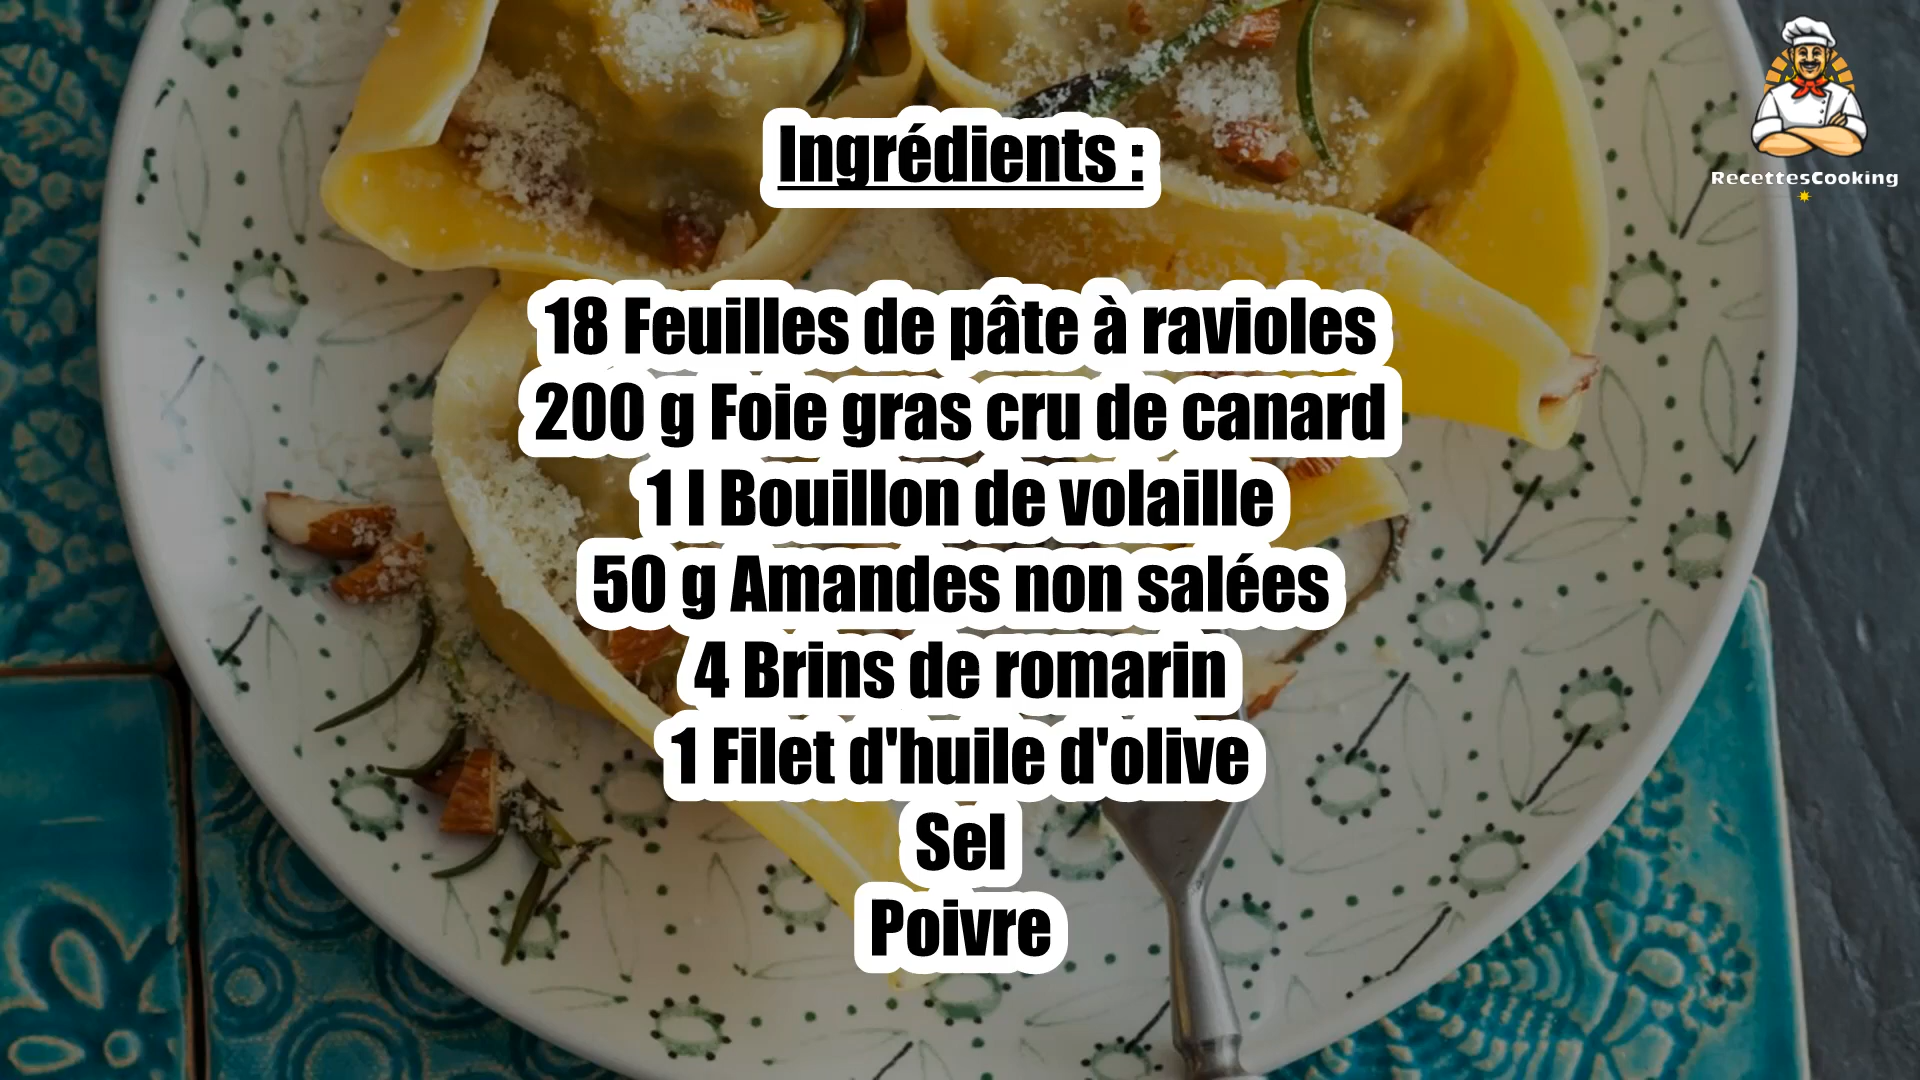 Ingrédients :
RecettesCooking
18 Feuilles de pâte à ravioles
200 g Foie gras cru de canard
1 l Bouillon de volaille
50 g Amandes non salées
4 Brins de romarin
1 Filet d'huile d'olive
Sel
Poivre